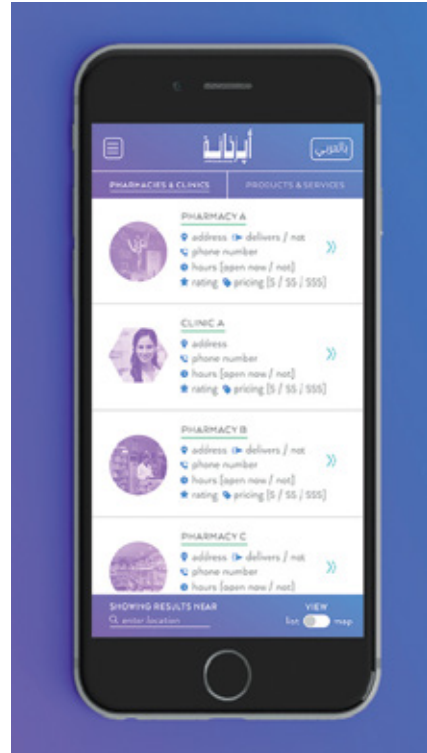 أجزخانة
بالعربي
PHARMACIES & CLINICS
PRODUCTS & SERVICES
PHARMACY A
address delivers / not
phone number
hours [open now / not]
rating pricing [$ / $$ / $$$]
CLINIC A
address
phone number
hours [open now / not]
rating pricing [$ / $$ / $$$]
PHARMACY B
address delivers / not
phone number
hours [open now / not]
rating pricing [$ / $$ / $$$]
PHARMACY C
address delivers / not
phone number
hours [open now / not]
SHOWING RESULTS NEAR
enter location
VIEW
list map